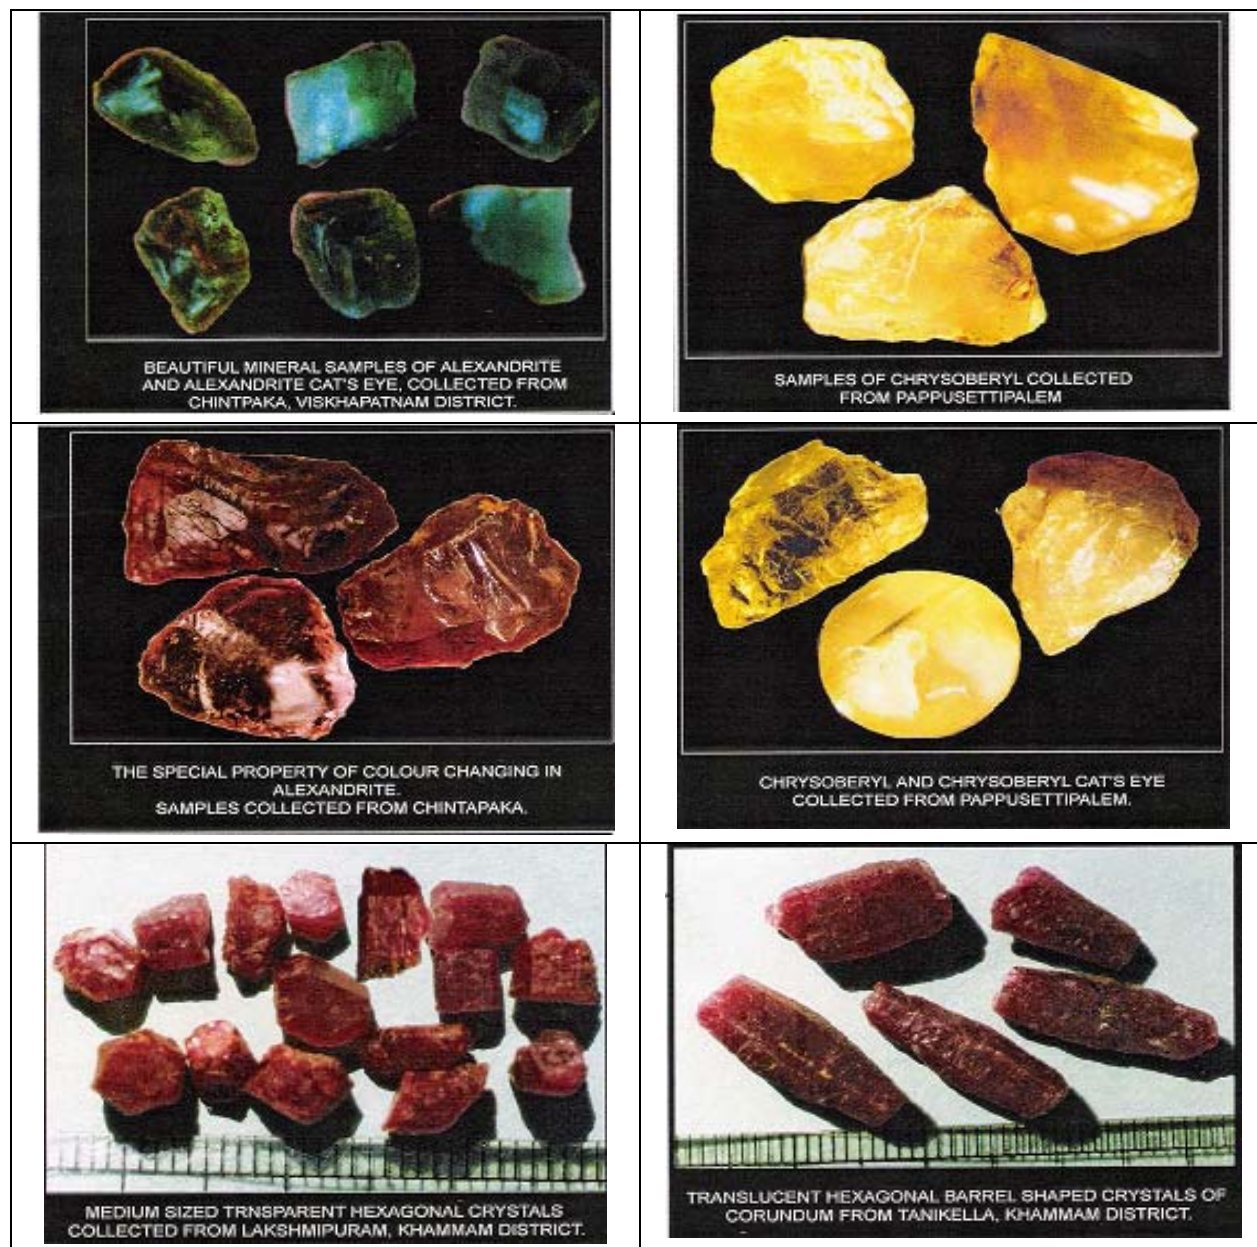 BEAUTIFUL MINERAL SAMPLES OF ALEXANDRITE
AND ALEXANDRITE CAT'S EYE, COLLECTED FROM
CHINTPAKA, VISKHAPATNAM DISTRICT.
SAMPLES OF CHRYSOBERYL COLLECTED
FROM PAPPUSETTIPALEM
THE SPECIAL PROPERTY OF COLOUR CHANGING IN
ALEXANDRITE.
SAMPLES COLLECTED FROM CHINTAPAKA.
CHRYSOBERYL AND CHRYSOBERYL CAT'S EYE
COLLECTED FROM PAPPUSETTIPALEM.
MEDIUM SIZED TRNSPARENT HEXAGONAL CRYSTALS
COLLECTED FROM LAKSHMIPURAM, KHAMMAM DISTRICT.
TRANSLUCENT HEXAGONAL BARREL SHAPED CRYSTALS OF
CORUNDUM FROM TANIKELLA, KHAMMAM DISTRICT.